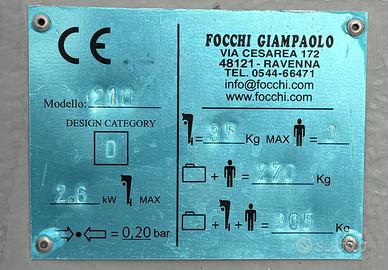 CE
FOCCHI GIAMPAOLO
VIA CESAREA 172
48121 - RAVENNA
TEL. 0544-66471
info@focchi.com
www.focchi.com
Modello: 210
DESIGN CATEGORY
D
2.6 kW MAX
= 0,20 bar
= 35 Kg MAX 3
+ = 270 Kg
+ + = 305 Kg
subito